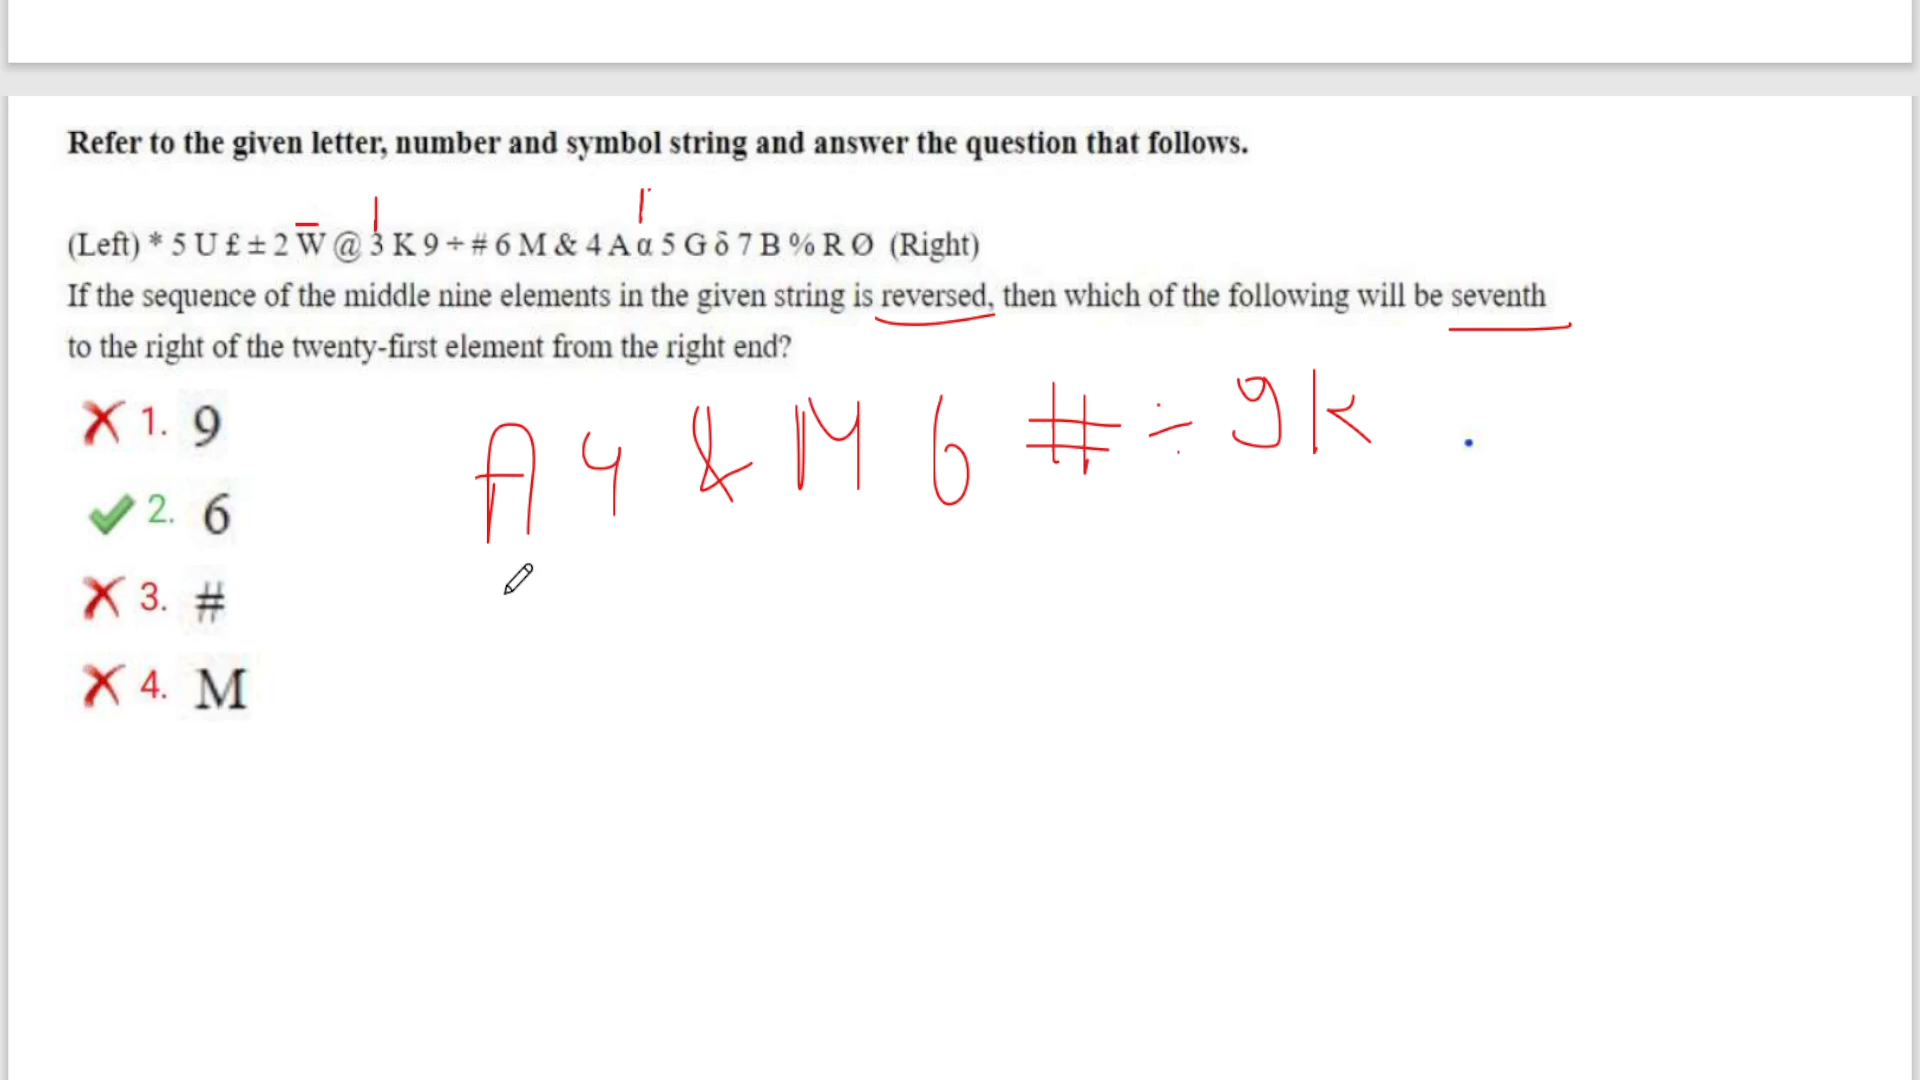 Refer to the given letter, number and symbol string and answer the question that follows.
(Left) * 5 U £ ± 2 W @ 3 K 9 ÷ # 6 M & 4 A α 5 G δ 7 B % R Ø (Right)
If the sequence of the middle nine elements in the given string is reversed, then which of the following will be seventh
to the right of the twenty-first element from the right end?
A 4 & M 6 # ÷ 9 K
1. 9
2. 6
3. #
4. M